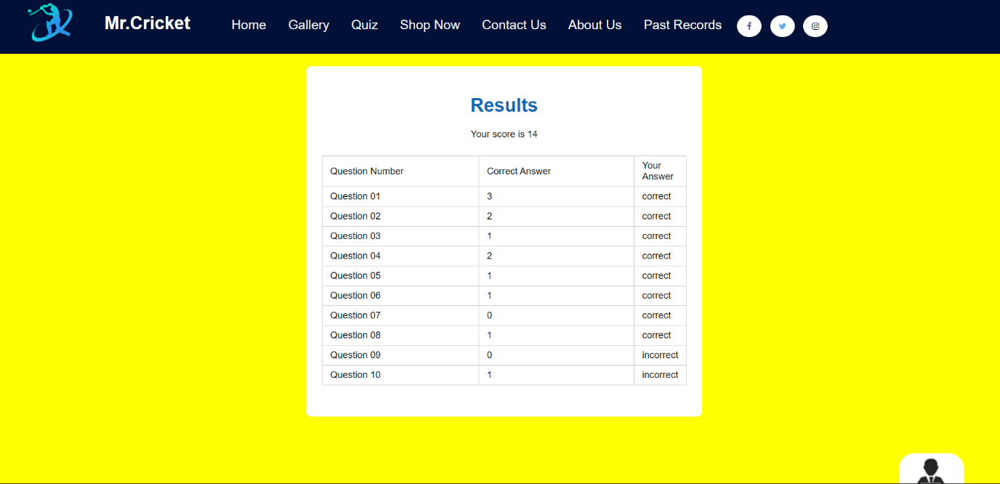 Mr.Cricket
Home Gallery Quiz Shop Now Contact Us About Us Past Records
Results
Your score is 14
Question Number Correct Answer Your Answer
Question 01 3 correct
Question 02 2 correct
Question 03 1 correct
Question 04 2 correct
Question 05 1 correct
Question 06 1 correct
Question 07 0 correct
Question 08 1 correct
Question 09 0 incorrect
Question 10 1 incorrect